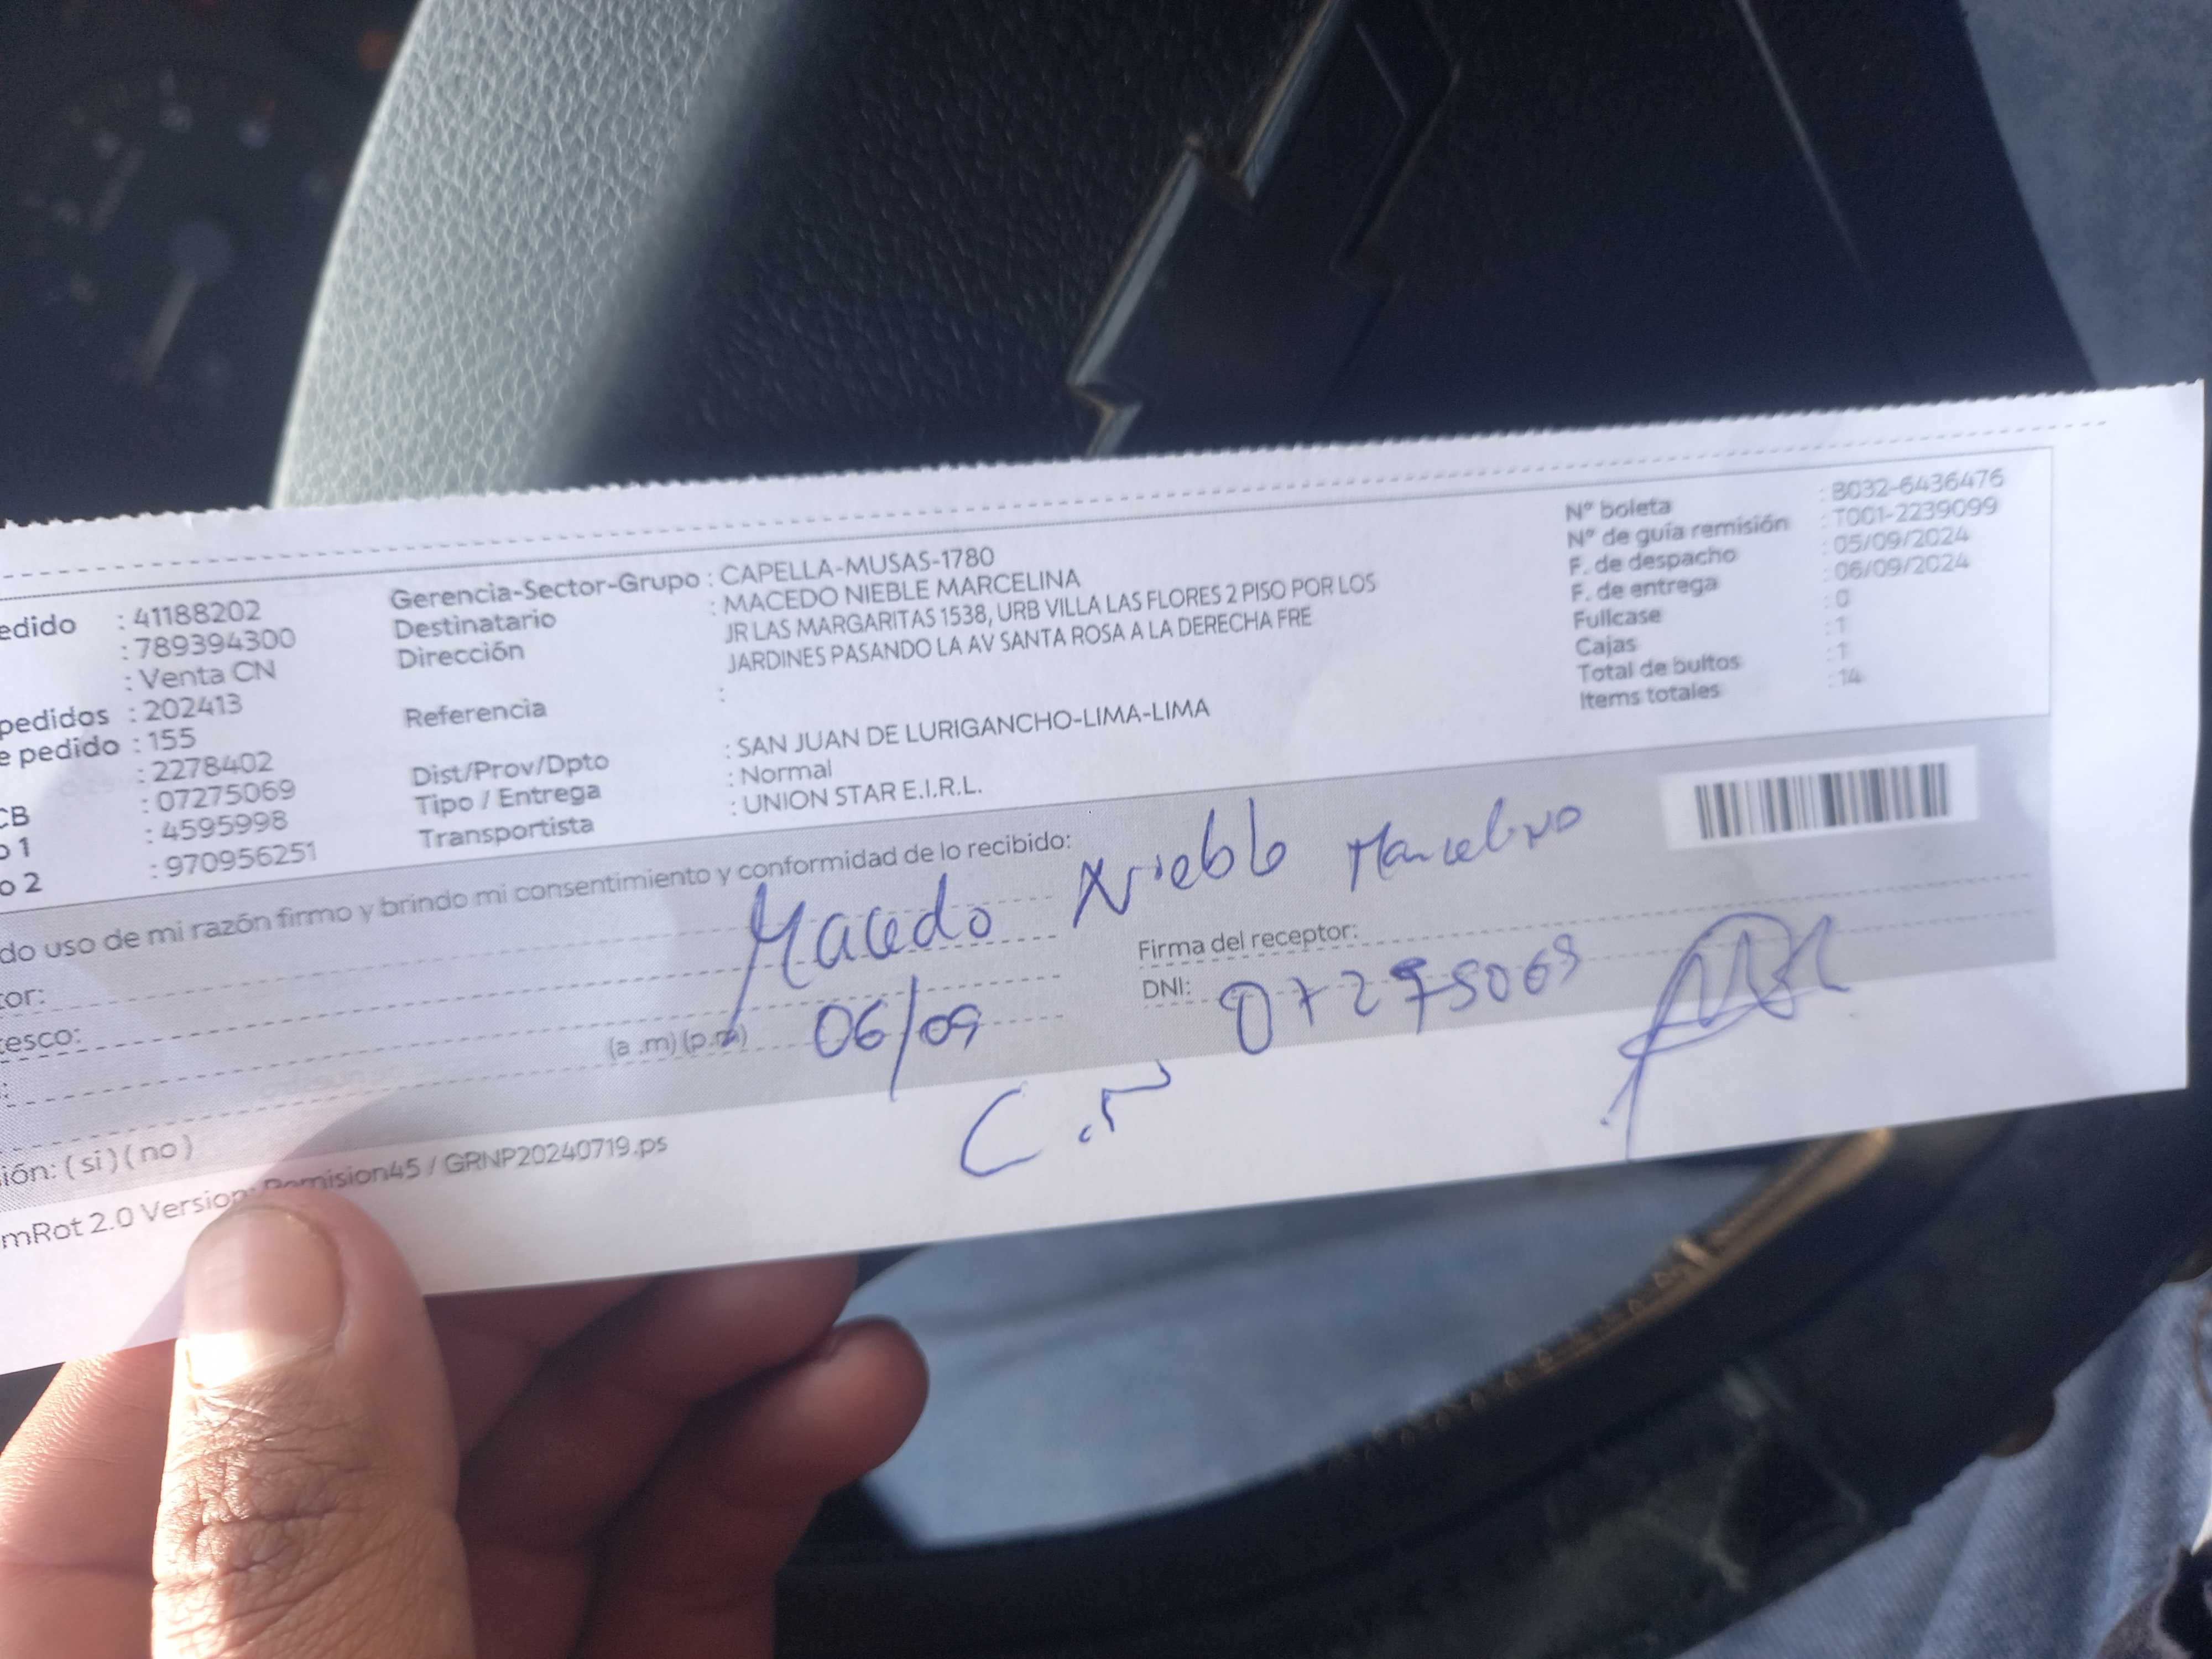 edido : 41188202
: 789394300
: Venta CN
pedidos : 202413
e pedido : 155
: 2278402
CB : 07275069
o 1 : 4595998
o 2 : 970956251
Gerencia-Sector-Grupo : CAPELLA-MUSAS-1780
Destinatario : MACEDO NIEBLE MARCELINA
Dirección JR LAS MARGARITAS 1538, URB VILLA LAS FLORES 2 PISO POR LOS
JARDINES PASANDO LA AV SANTA ROSA A LA DERECHA FRE
Referencia :
Dist/Prov/Dpto : SAN JUAN DE LURIGANCHO-LIMA-LIMA
Tipo / Entrega : Normal
Transportista : UNION STAR E.I.R.L.
Nº boleta : B032-6436476
Nº de guía remisión : T001-2239099
F. de despacho : 05/09/2024
F. de entrega : 06/09/2024
Fullcase : 0
Cajas : 1
Total de bultos : 1
Items totales : 14
do uso de mi razón firmo y brindo mi consentimiento y conformidad de lo recibido:
tor: Macedo Nieble
Firma del receptor:
tesco:
DNI: 07275069
: (a .m) (p.m) 06/09
ión: ( si ) ( no )
mRot 2.0 Version: Remision45 / GRNP20240719.ps